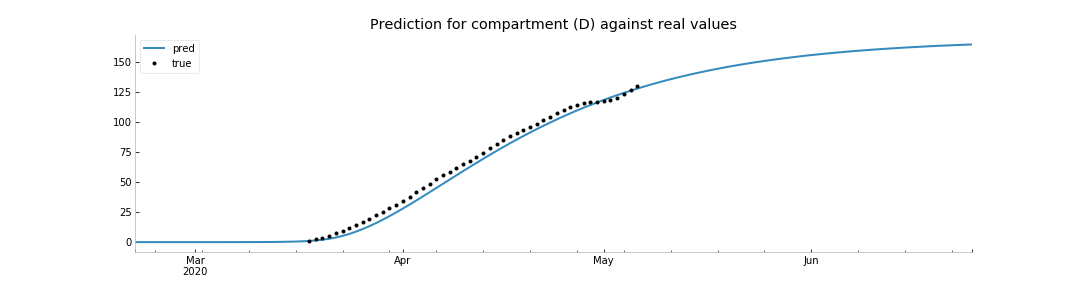 Prediction for compartment (D) against real values
pred
true
150
125
100
75
50
25
0
Mar
2020
Apr
May
Jun